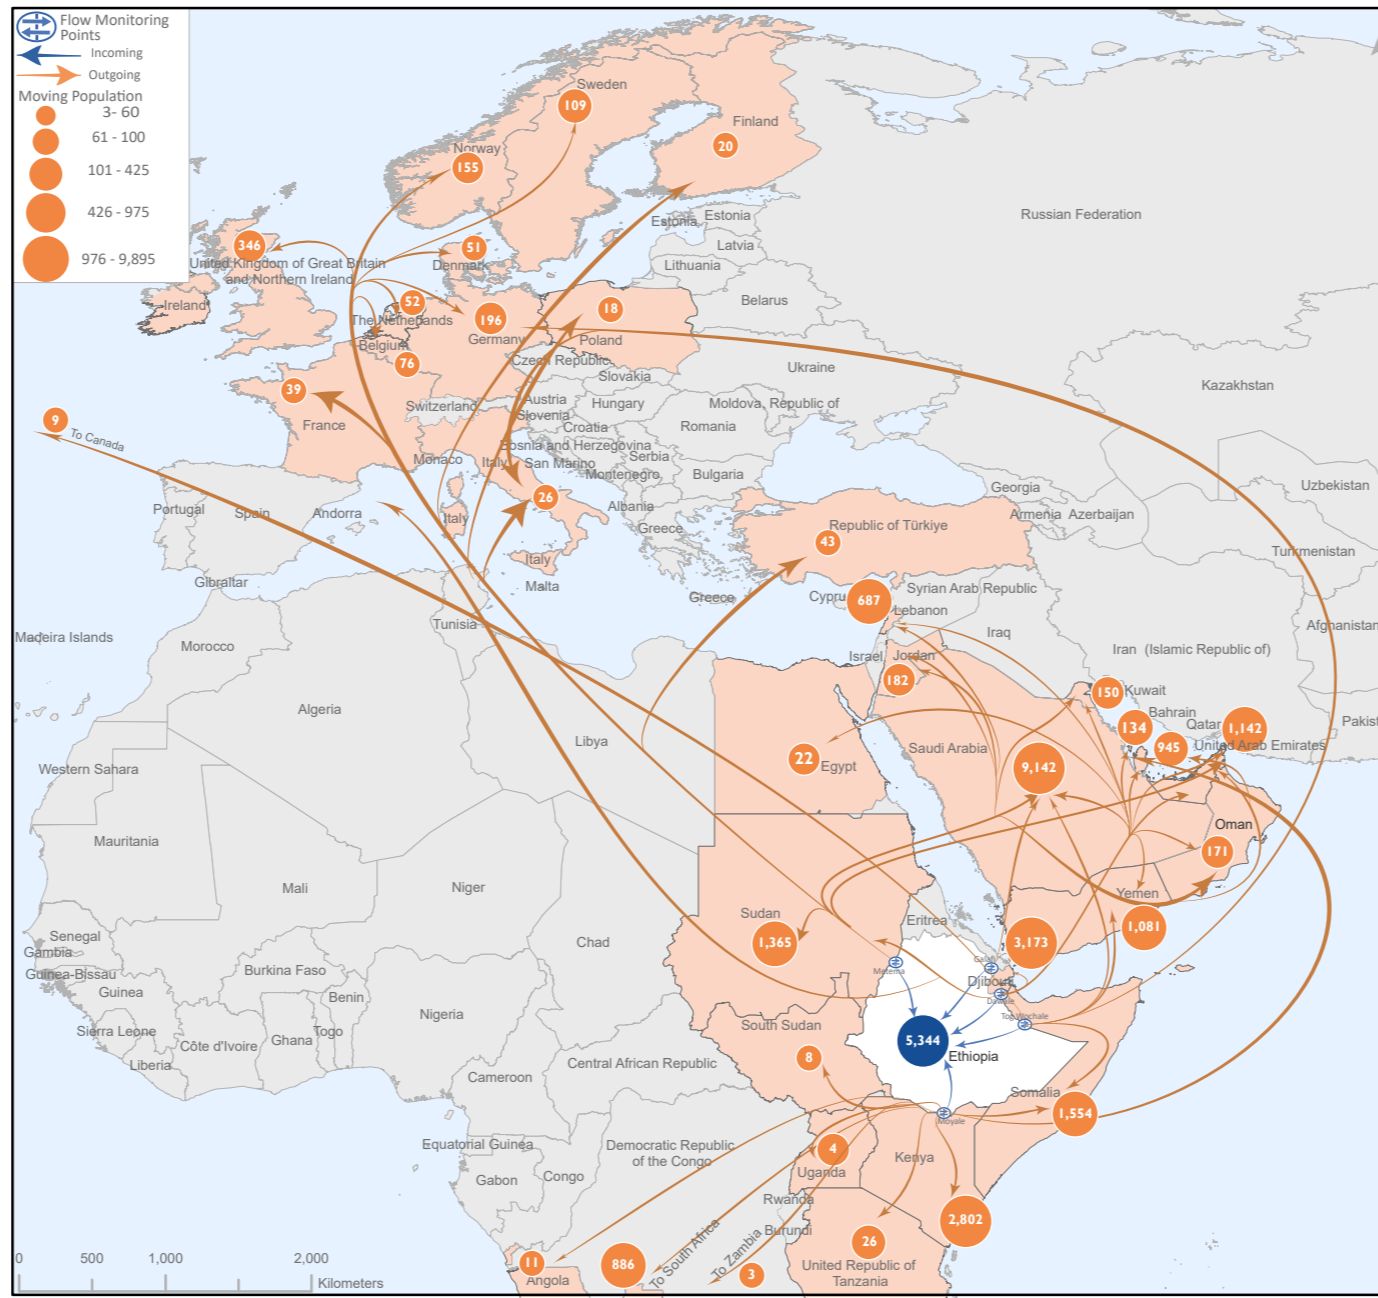 Flow Monitoring
Points
Incoming
Outgoing
Moving Population
3- 60
61 - 100
101 - 425
426 - 975
976 - 9,895
Sweden
109
Finland
20
Norway
155
Russian Federation
Estonia
Estonia
Latvia
Lithuania
346
51
Denmark
United Kingdom of Great Britain
and Northern Ireland
Belarus
Ireland
52
The Netherlands
196
Germany
18
Poland
Belgium
76
Czech Republic
Ukraine
Slovakia
Kazakhstan
39
France
Switzerland
Austria
Slovenia
Hungary
Moldova, Republic of
Croatia
Romania
9
To Canada
Bosnia and Herzegovina
Serbia
Monaco
Italy
San Marino
Montenegro
Bulgaria
Georgia
Uzbekistan
Portugal
Spain
Andorra
Italy
26
Albania
Armenia
Azerbaijan
Greece
Republic of Türkiye
43
Turkmenistan
Italy
Gibraltar
Malta
Greece
Cypru
687
Syrian Arab Republic
Lebanon
Tunisia
Madeira Islands
Morocco
Iraq
Afghanistan
Israel
Jordan
Iran (Islamic Republic of)
182
150
Kuwait
Algeria
Bahrain
134
Qatar
1,142
Pakist
Libya
Saudi Arabia
945
United Arab Emirates
22
Egypt
9,142
Western Sahara
Oman
171
Mauritania
Mali
Niger
Yemen
Sudan
1,365
Eritrea
1,081
3,173
Chad
Senegal
Gambia
Guinea-Bissau
Guinea
Burkina Faso
Metema
Galafi
Djibouti
Dawale
Benin
Togo
Nigeria
Tog Wochale
South Sudan
Sierra Leone
Côte d'Ivoire
Ghana
5,344
Ethiopia
8
Liberia
Central African Republic
Cameroon
Somalia
1,554
Moyale
Equatorial Guinea
Democratic Republic
of the Congo
4
Uganda
Kenya
Gabon
Congo
Rwanda
2,802
Burundi
26
To South Africa
To Zambia
0
500
1,000
2,000
Kilometers
11
Angola
886
3
United Republic of
Tanzania